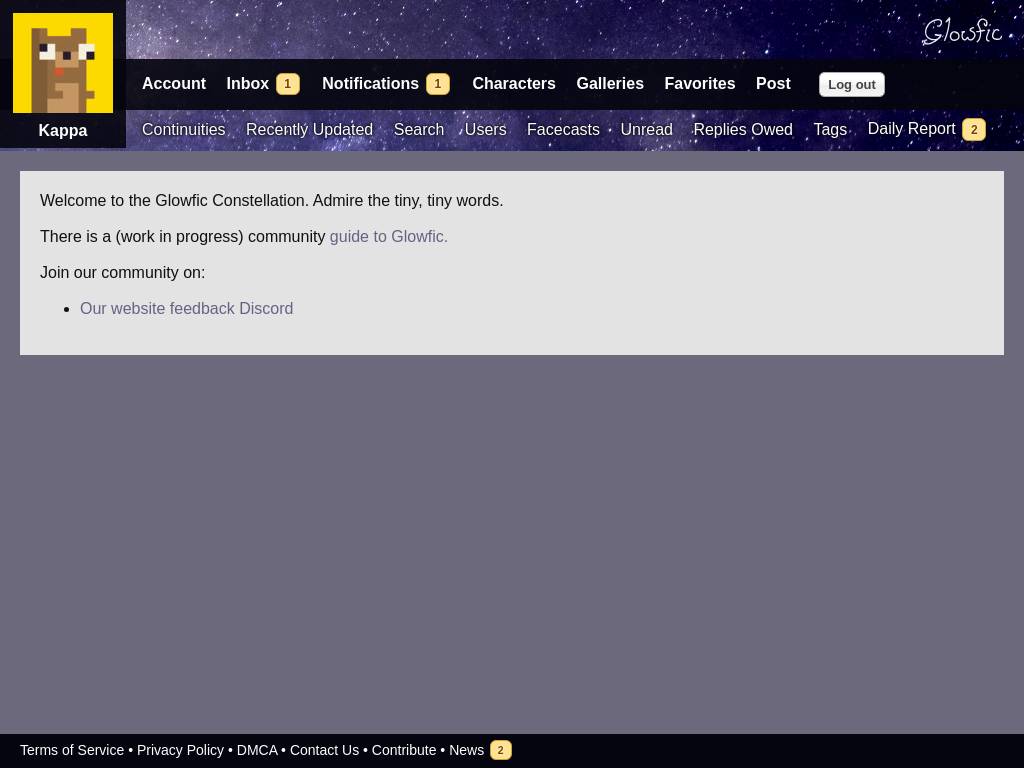 Glowfic
Account Inbox 1 Notifications 1 Characters Galleries Favorites Post Log out
Kappa
Continuities Recently Updated Search Users Facecasts Unread Replies Owed Tags Daily Report 2
Welcome to the Glowfic Constellation. Admire the tiny, tiny words.
There is a (work in progress) community guide to Glowfic.
Join our community on:
• Our website feedback Discord
Terms of Service • Privacy Policy • DMCA • Contact Us • Contribute • News 2